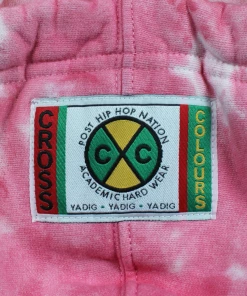 CROSS
POST HIP HOP NATION
C C
ACADEMIC HARD WEAR
YADIG + YADIG + YADIG
COLOURS